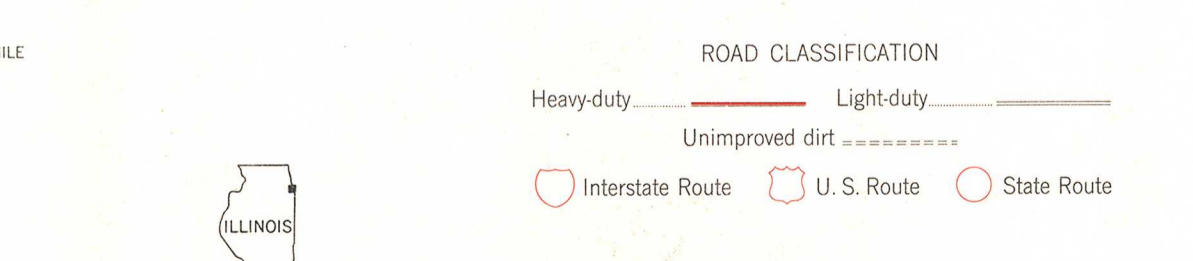 ILE
ROAD CLASSIFICATION
Heavy-duty Light-duty
Unimproved dirt
Interstate Route U. S. Route State Route
ILLINOIS